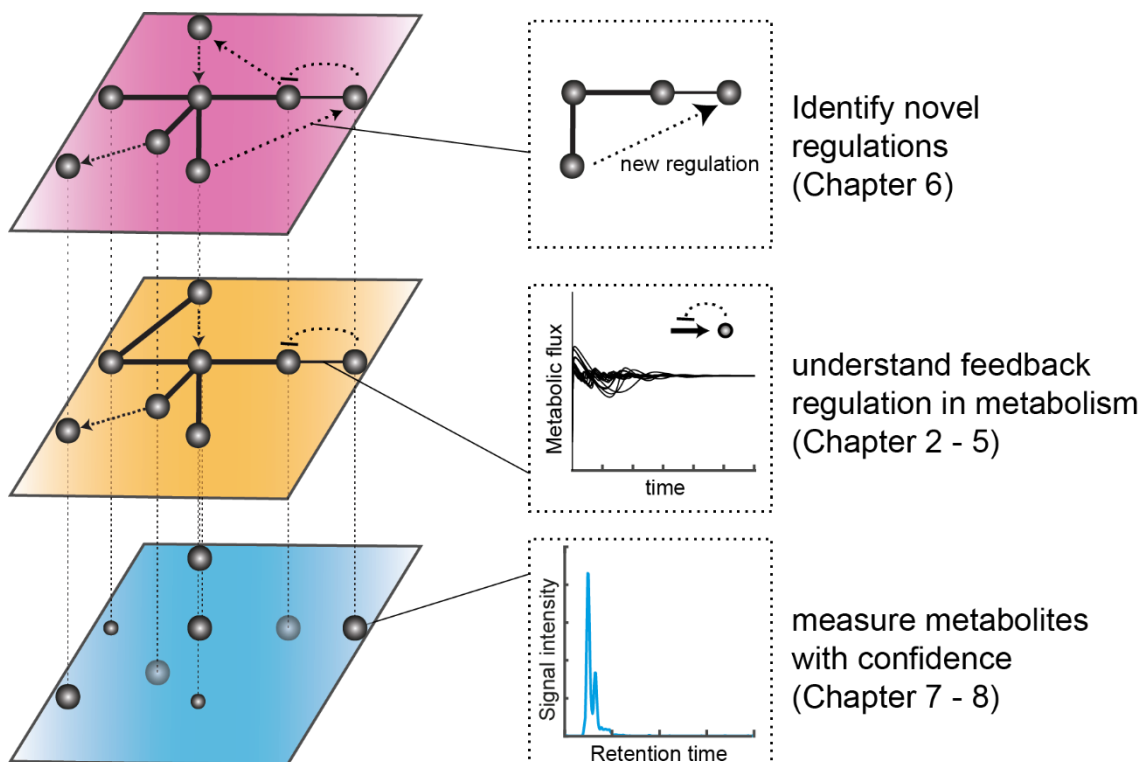 Identify novel
regulations
(Chapter 6)
new regulation
Metabolic flux
time
understand feedback
regulation in metabolism
(Chapter 2 - 5)
Signal intensity
Retention time
measure metabolites
with confidence
(Chapter 7 - 8)